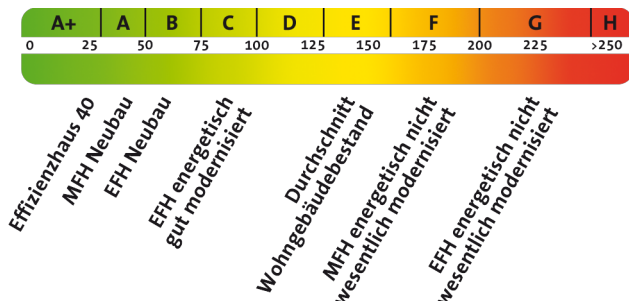 A+ A B C D E F G H
0 25 50 75 100 125 150 175 200 225 >250
Effizienzhaus 40
MFH Neubau
EFH Neubau
EFH energetisch
gut modernisiert
Durchschnitt
Wohngebäudebestand
MFH energetisch nicht
wesentlich modernisiert
EFH energetisch nicht
wesentlich modernisiert